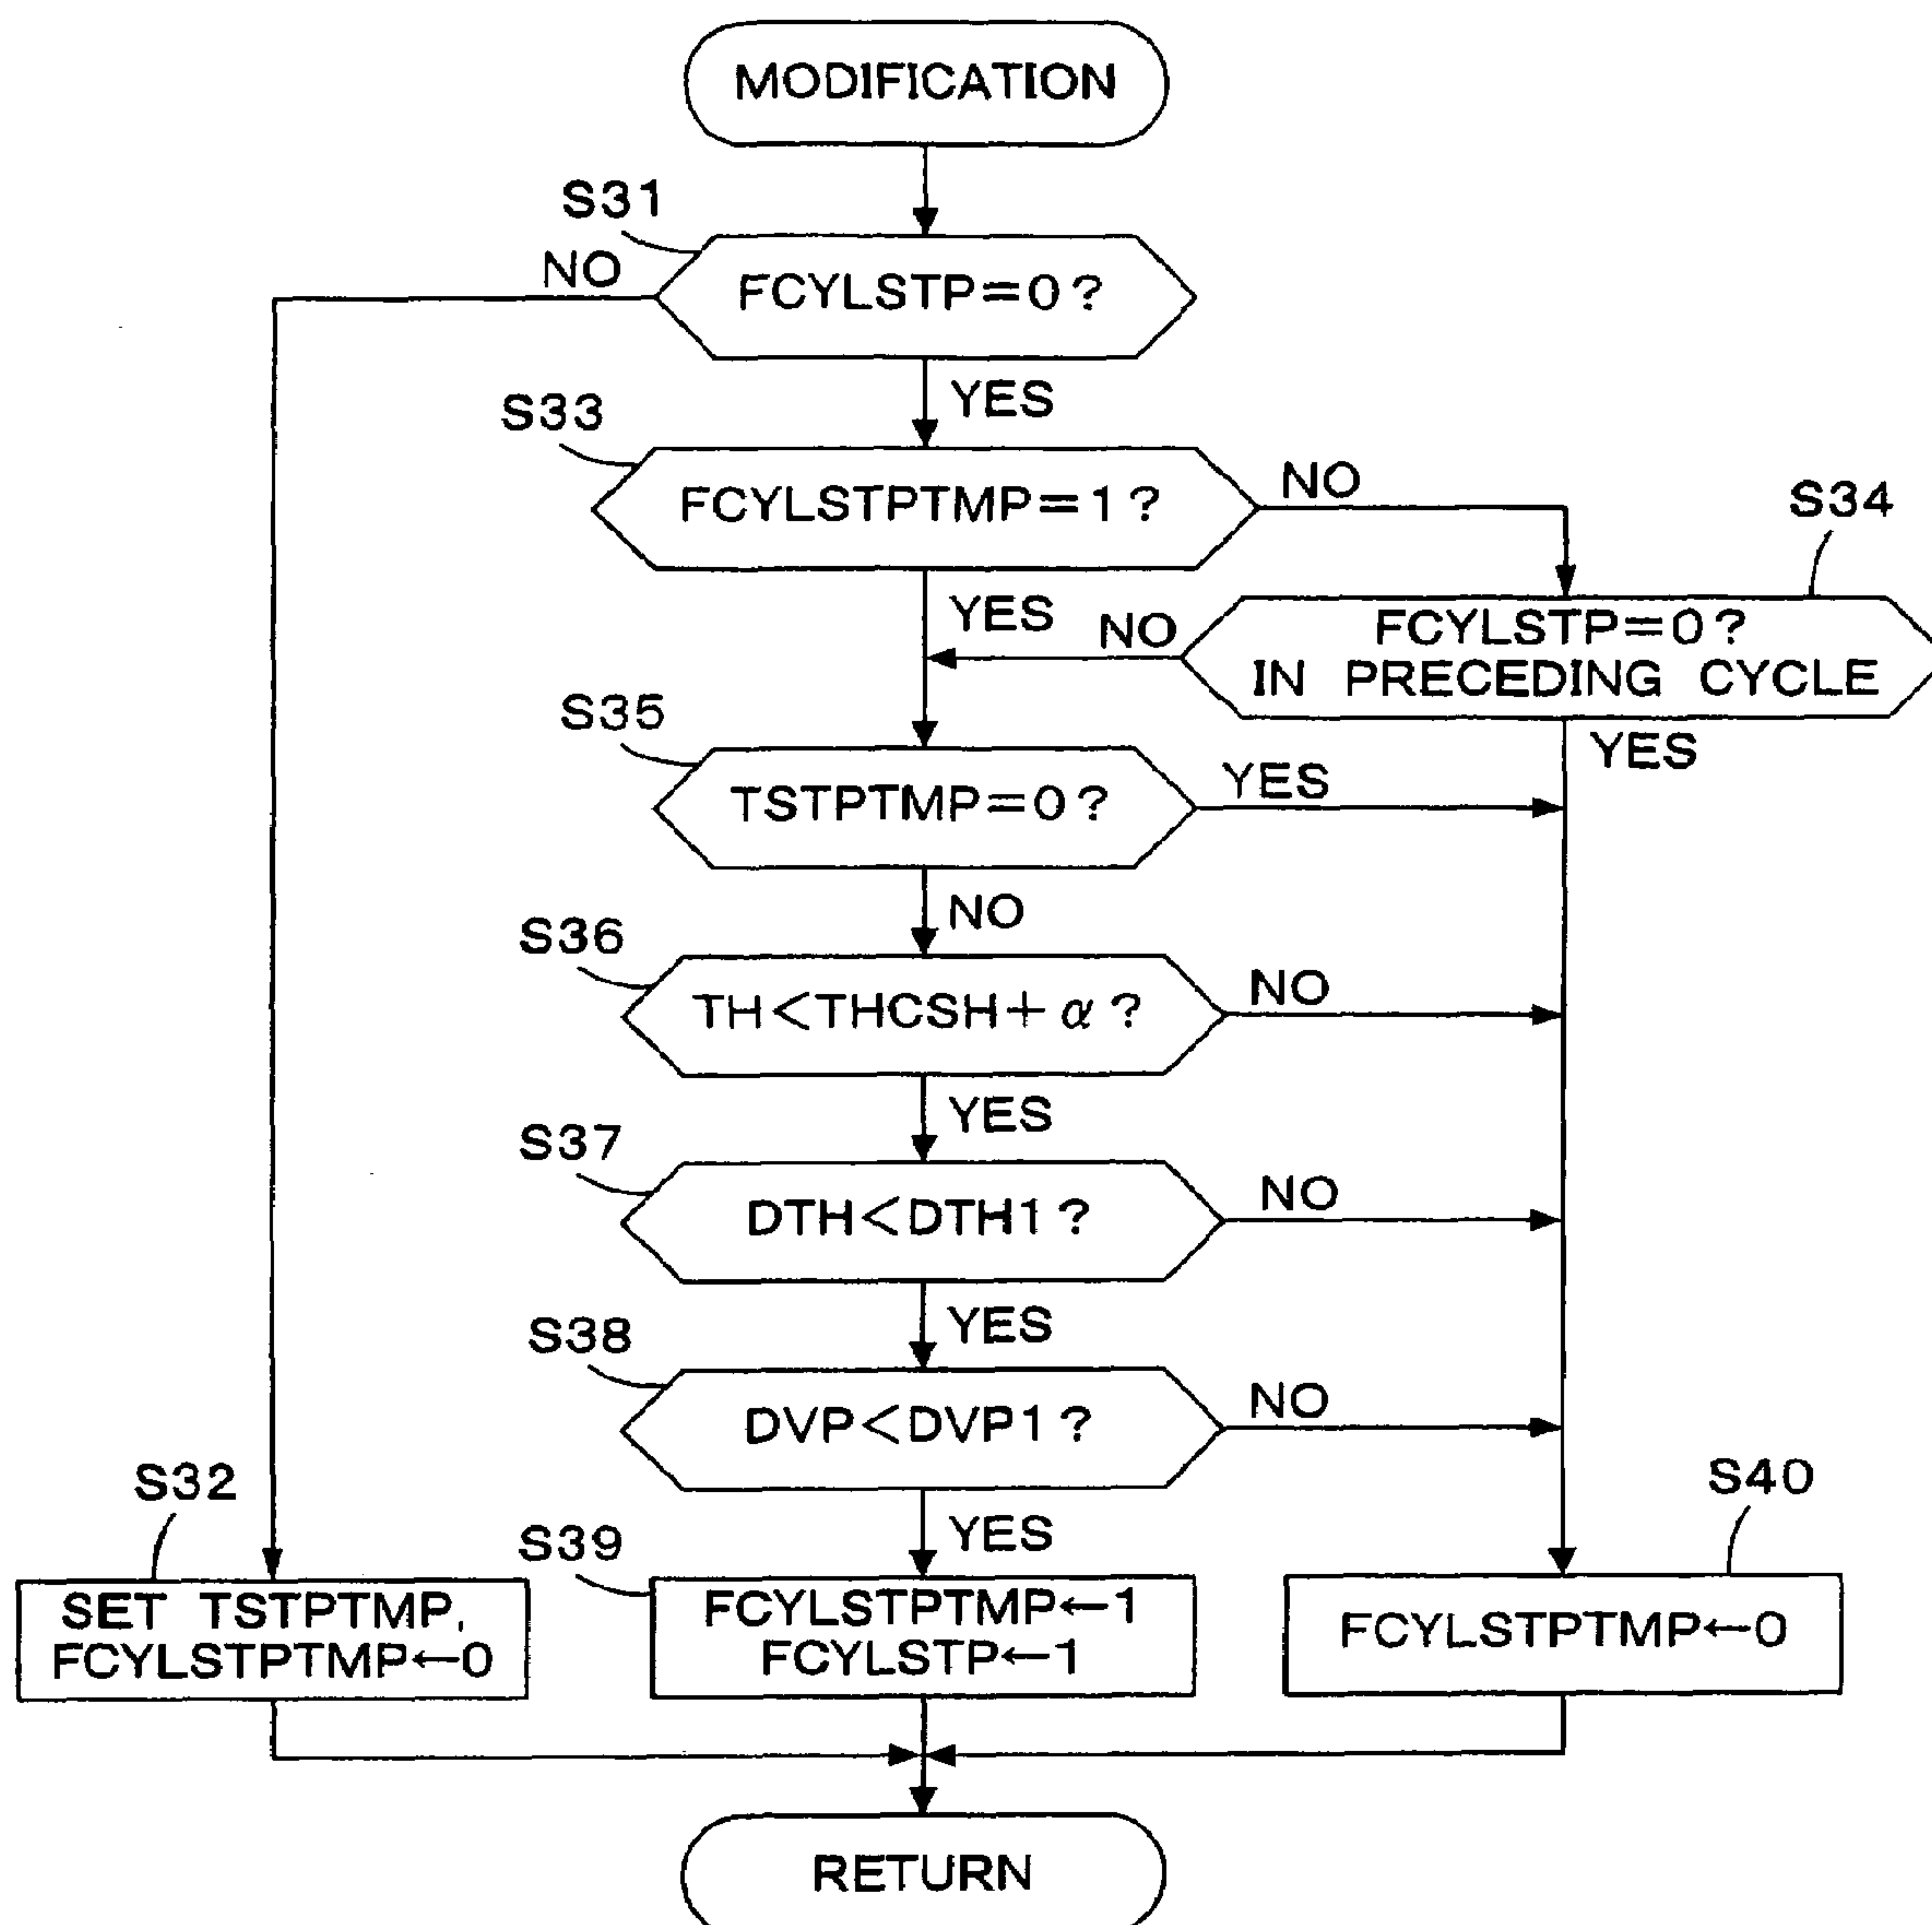 MODIFICATION
S31
NO
FCYLSTP=0?
YES
S33
FCYLSTPTMP=1?
NO
S34
FCYLSTP=0?
IN PRECEDING CYCLE
YES
NO
YES
S35
TSTPTMP=0?
YES
NO
S36
TH<THCSH+α?
NO
YES
S37
DTH<DTH1?
NO
YES
S38
DVP<DVP1?
NO
YES
S32
SET TSTPTMP,
FCYLSTPTMP←0
S39
FCYLSTPTMP←1
FCYLSTP←1
S40
FCYLSTPTMP←0
RETURN